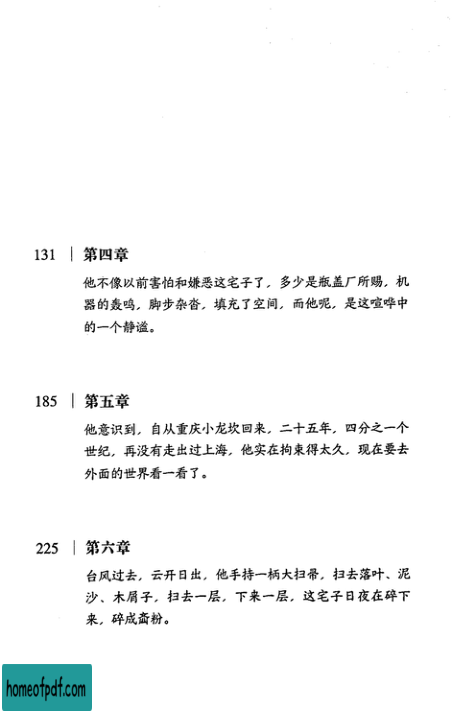 131 | 第四章
他不像以前害怕和嫌恶这宅子了，多少是瓶盖厂所赐，机
器的轰鸣，脚步杂沓，填充了空间，而他呢，是这喧哗中
的一个静谧。
185 | 第五章
他意识到，自从重庆小龙坎回来，二十五年，四分之一个
世纪，再没有走出过上海，他实在拘束得太久，现在要去
外面的世界看一看了。
225 | 第六章
台风过去，云开日出，他手持一柄大扫帚，扫去落叶、泥
沙、木屑子，扫去一层，下来一层，这宅子日夜在碎下
来，碎成齑粉。
homeofpdf.com